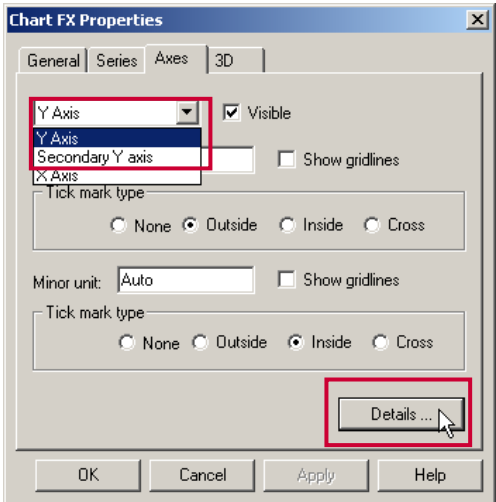 Chart FX Properties
General Series Axes 3D
Y Axis Visible
Y Axis
Secondary Y axis Show gridlines
X Axis
Tick mark type
None Outside Inside Cross
Minor unit: Auto Show gridlines
Tick mark type
None Outside Inside Cross
Details ...
OK Cancel Apply Help